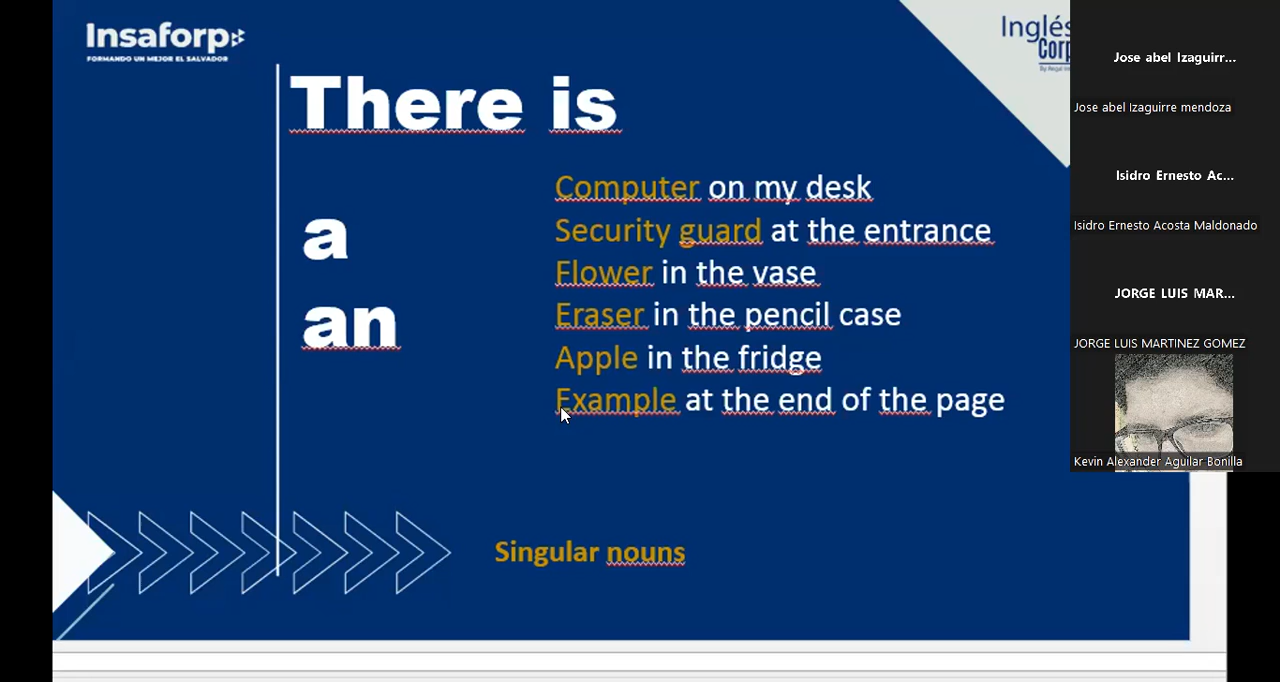 Insaforp
FORMANDO UN MEJOR EL SALVADOR
Inglés
Corp
There is
a
an
Computer on my desk
Security guard at the entrance
Flower in the vase
Eraser in the pencil case
Apple in the fridge
Example at the end of the page
Singular nouns
Jose abel Izaguirr...
Jose abel Izaguirre mendoza
Isidro Ernesto Ac...
Isidro Ernesto Acosta Maldonado
JORGE LUIS MAR...
JORGE LUIS MARTINEZ GOMEZ
Kevin Alexander Aguilar Bonilla